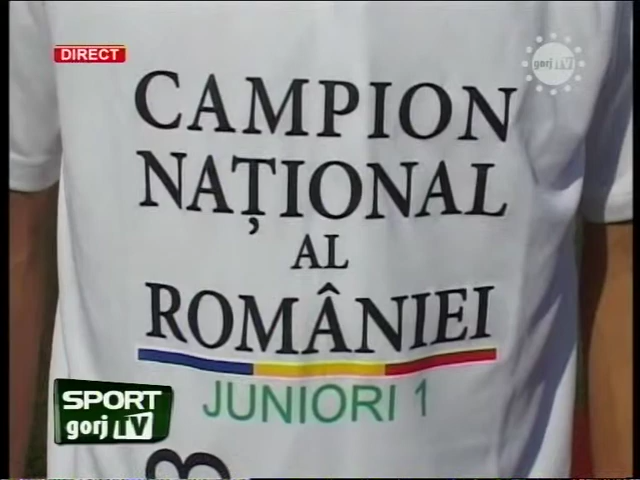 DIRECT
gorj TV
CAMPION
NAȚIONAL
AL
ROMÂNIEI
JUNIORI 1
SPORT
gorj TV